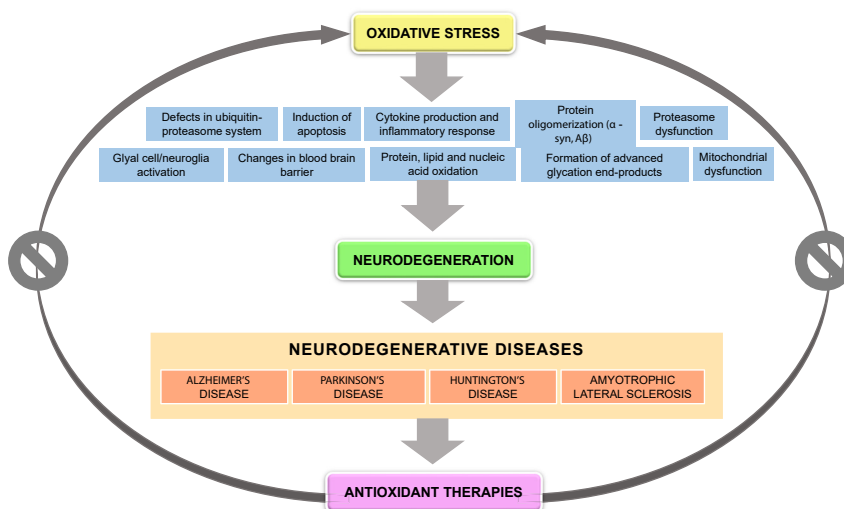 OXIDATIVE STRESS
Defects in ubiquitin-
proteasome system
Induction of
apoptosis
Cytokine production and
inflammatory response
Protein
oligomerization (α -
syn, Aβ)
Proteasome
dysfunction
Glyal cell/neuroglia
activation
Changes in blood brain
barrier
Protein, lipid and nucleic
acid oxidation
Formation of advanced
glycation end-products
Mitochondrial
dysfunction
NEURODEGENERATION
NEURODEGENERATIVE DISEASES
ALZHEIMER'S
DISEASE
PARKINSON'S
DISEASE
HUNTINGTON'S
DISEASE
AMYOTROPHIC
LATERAL SCLEROSIS
ANTIOXIDANT THERAPIES